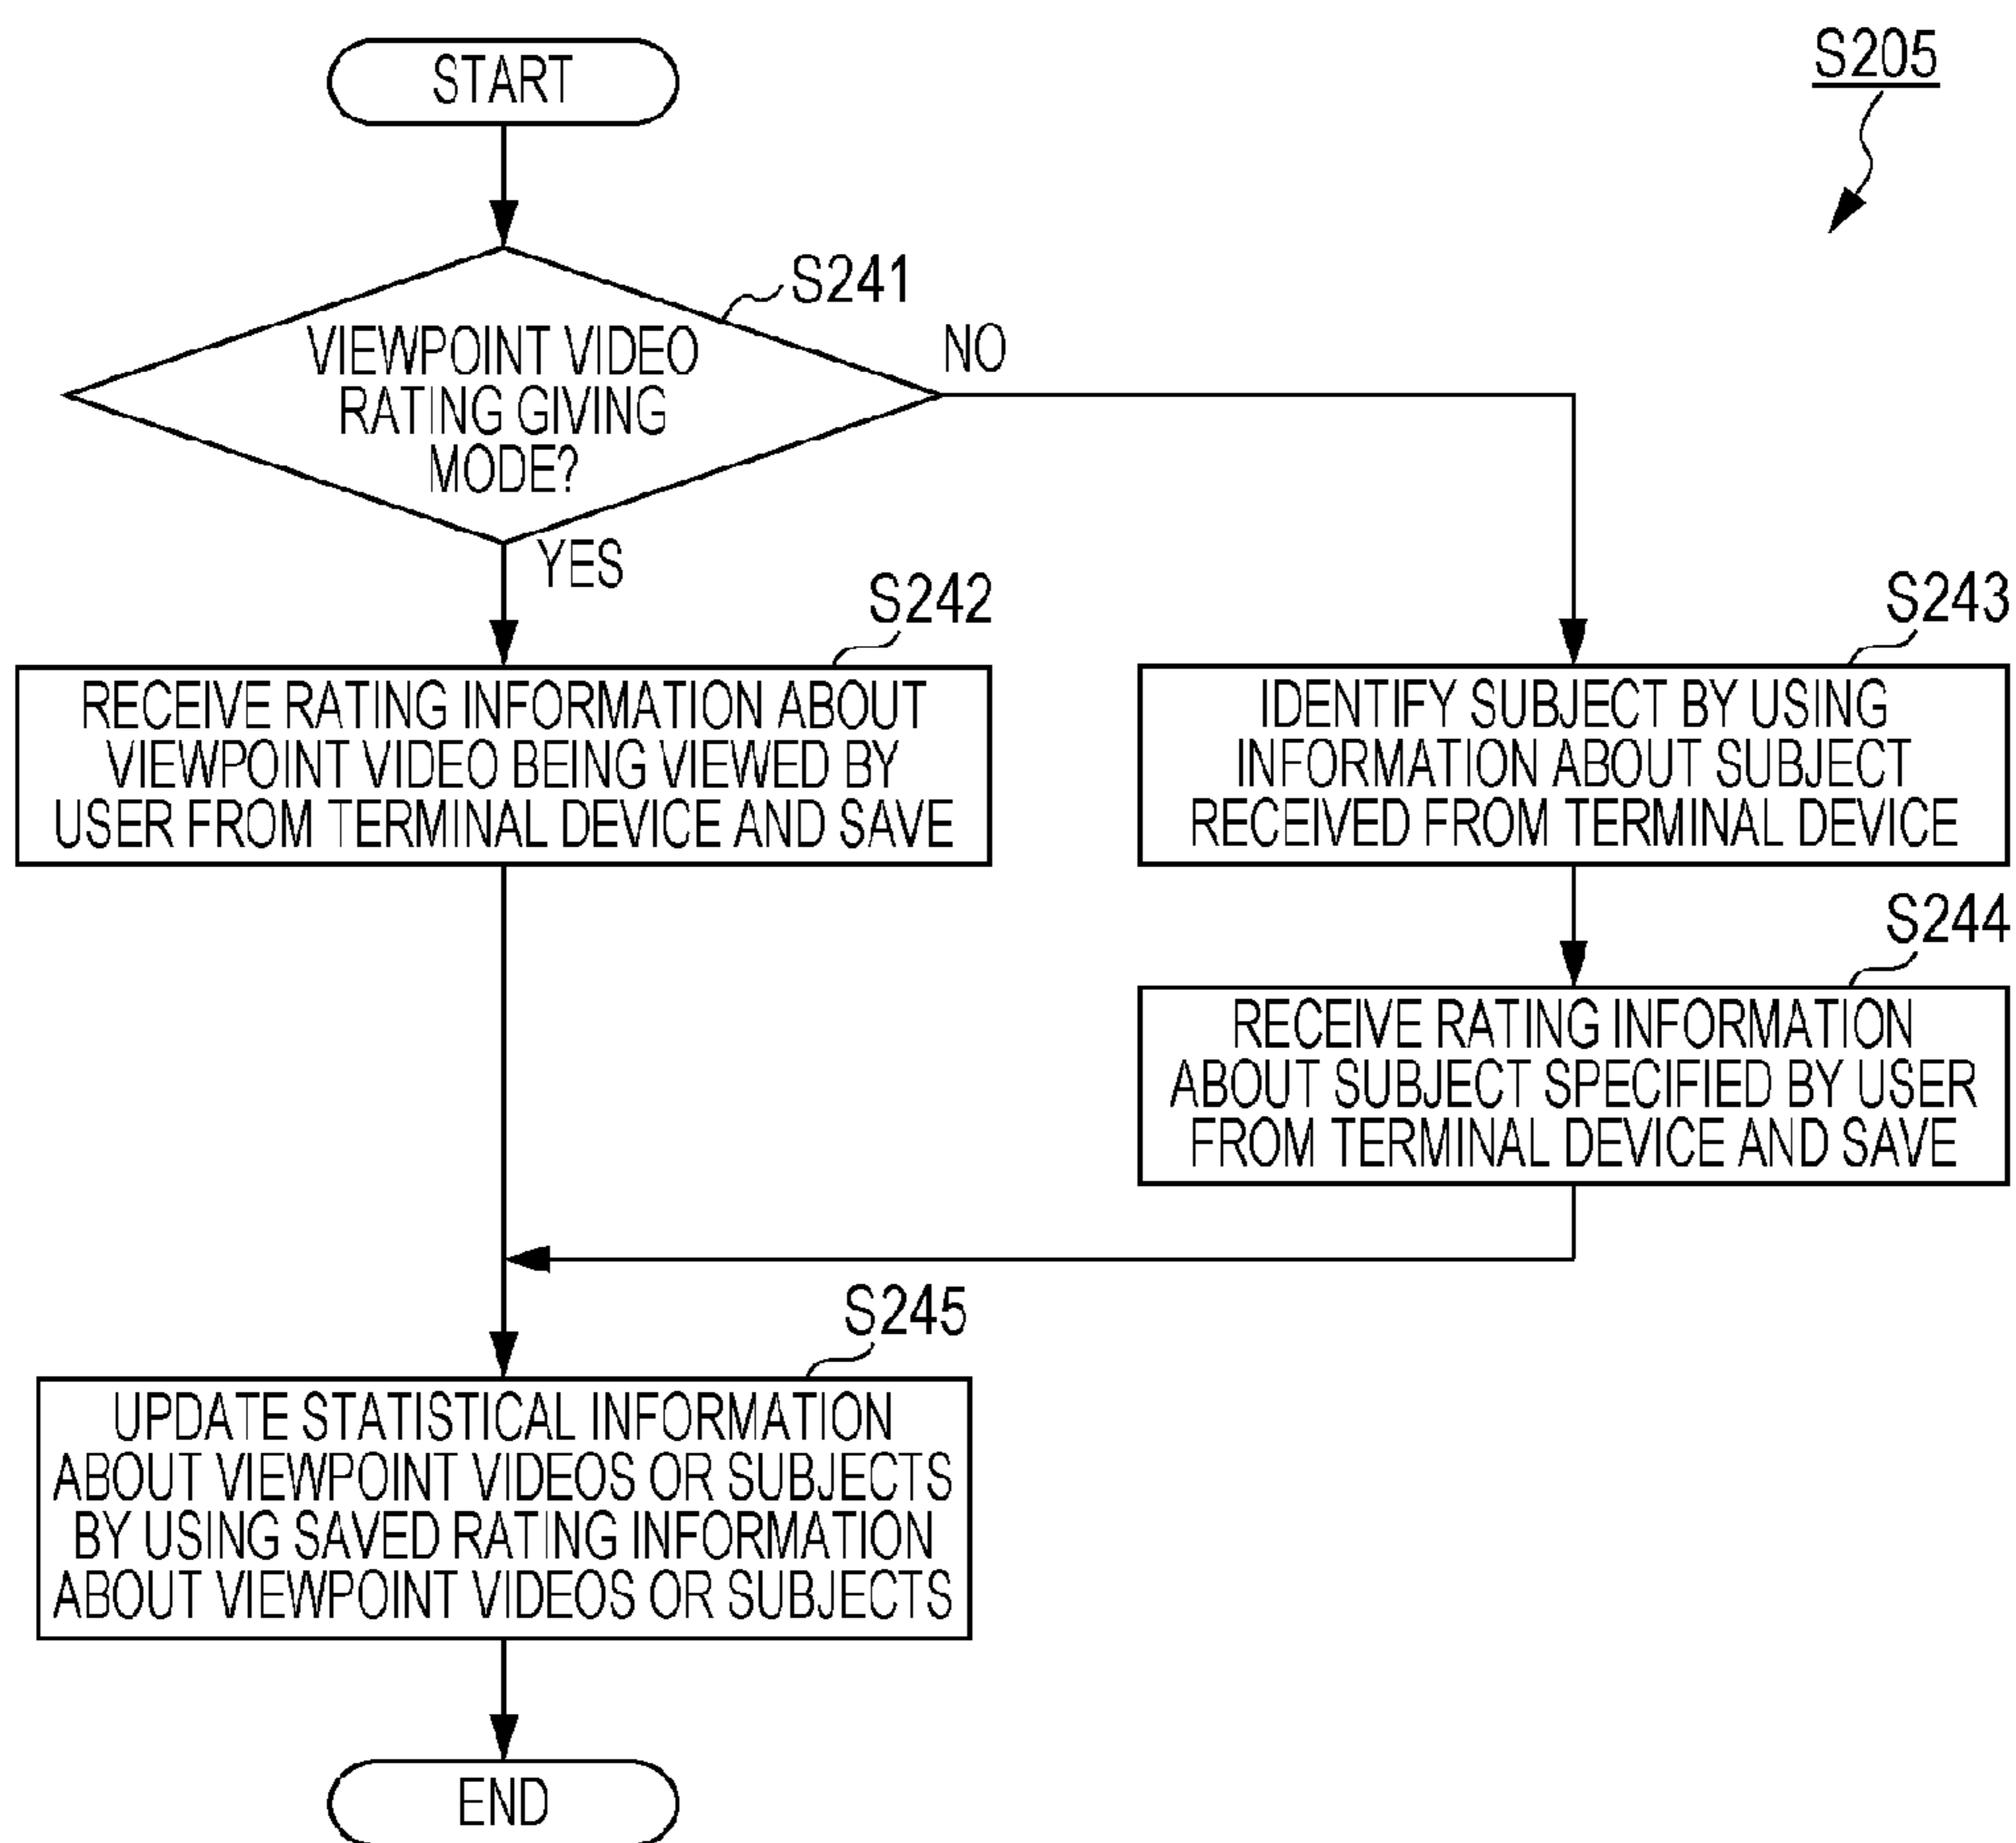 START
S205
S241
VIEWPOINT VIDEO
RATING GIVING
MODE?
NO
YES
S242
RECEIVE RATING INFORMATION ABOUT
VIEWPOINT VIDEO BEING VIEWED BY
USER FROM TERMINAL DEVICE AND SAVE
S243
IDENTIFY SUBJECT BY USING
INFORMATION ABOUT SUBJECT
RECEIVED FROM TERMINAL DEVICE
S244
RECEIVE RATING INFORMATION
ABOUT SUBJECT SPECIFIED BY USER
FROM TERMINAL DEVICE AND SAVE
S245
UPDATE STATISTICAL INFORMATION
ABOUT VIEWPOINT VIDEOS OR SUBJECTS
BY USING SAVED RATING INFORMATION
ABOUT VIEWPOINT VIDEOS OR SUBJECTS
END